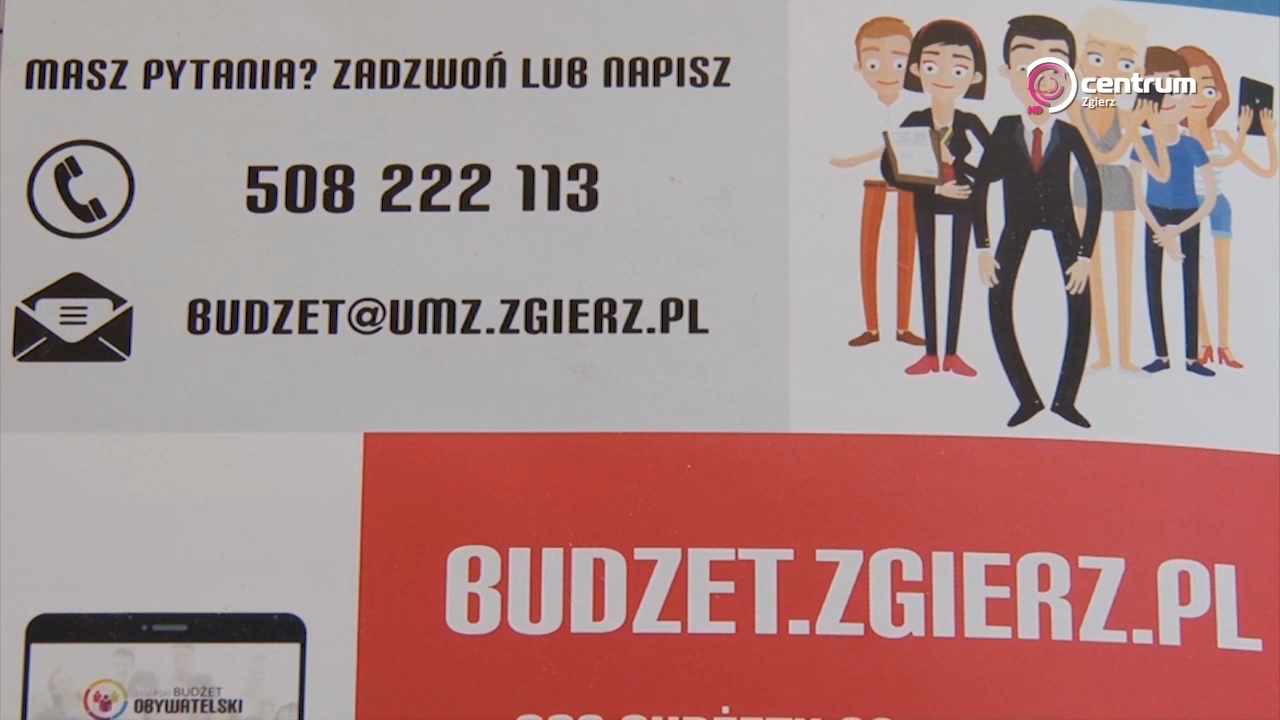 MASZ PYTANIA? ZADZWOŃ LUB NAPISZ
508 222 113
BUDZET@UMZ.ZGIERZ.PL
centrum
Zgierz
HD
BUDZET.ZGIERZ.PL
BUDŻET
OBYWATELSKI